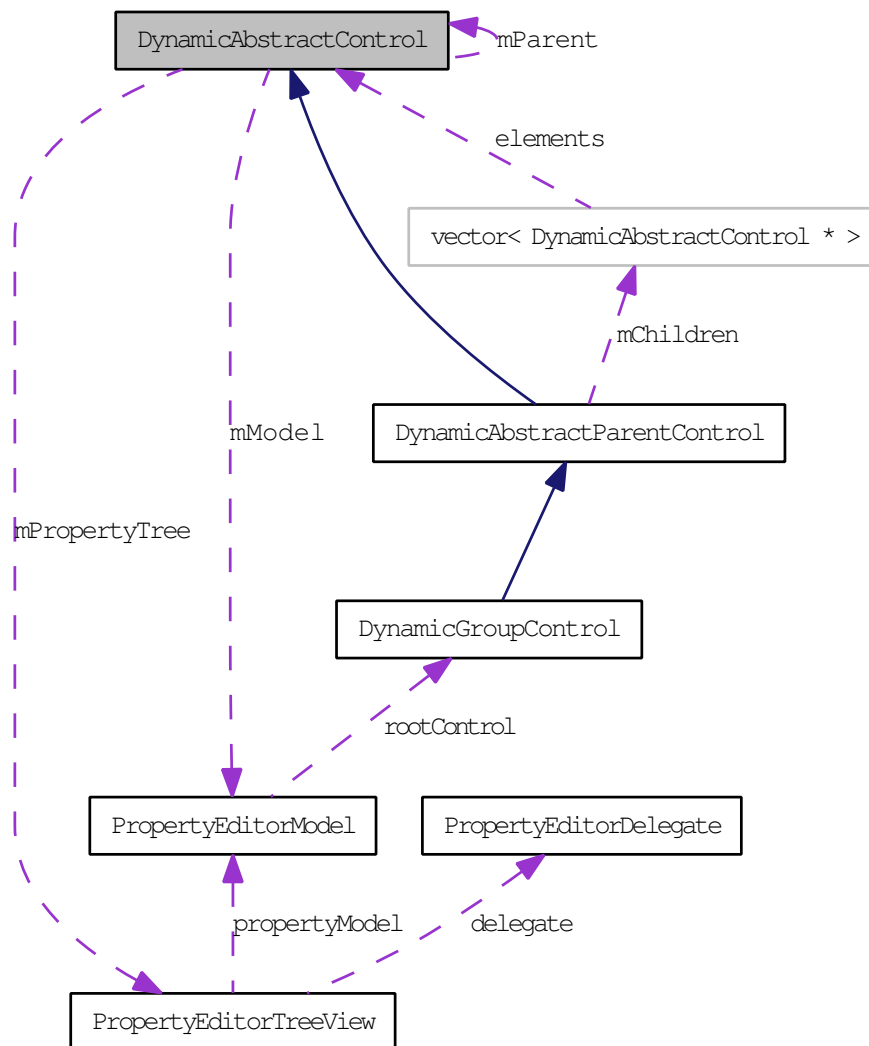 DynamicAbstractControl
mParent
elements
vector< DynamicAbstractControl * >
mChildren
DynamicAbstractParentControl
mModel
mPropertyTree
DynamicGroupControl
rootControl
PropertyEditorModel
PropertyEditorDelegate
propertyModel
delegate
PropertyEditorTreeView